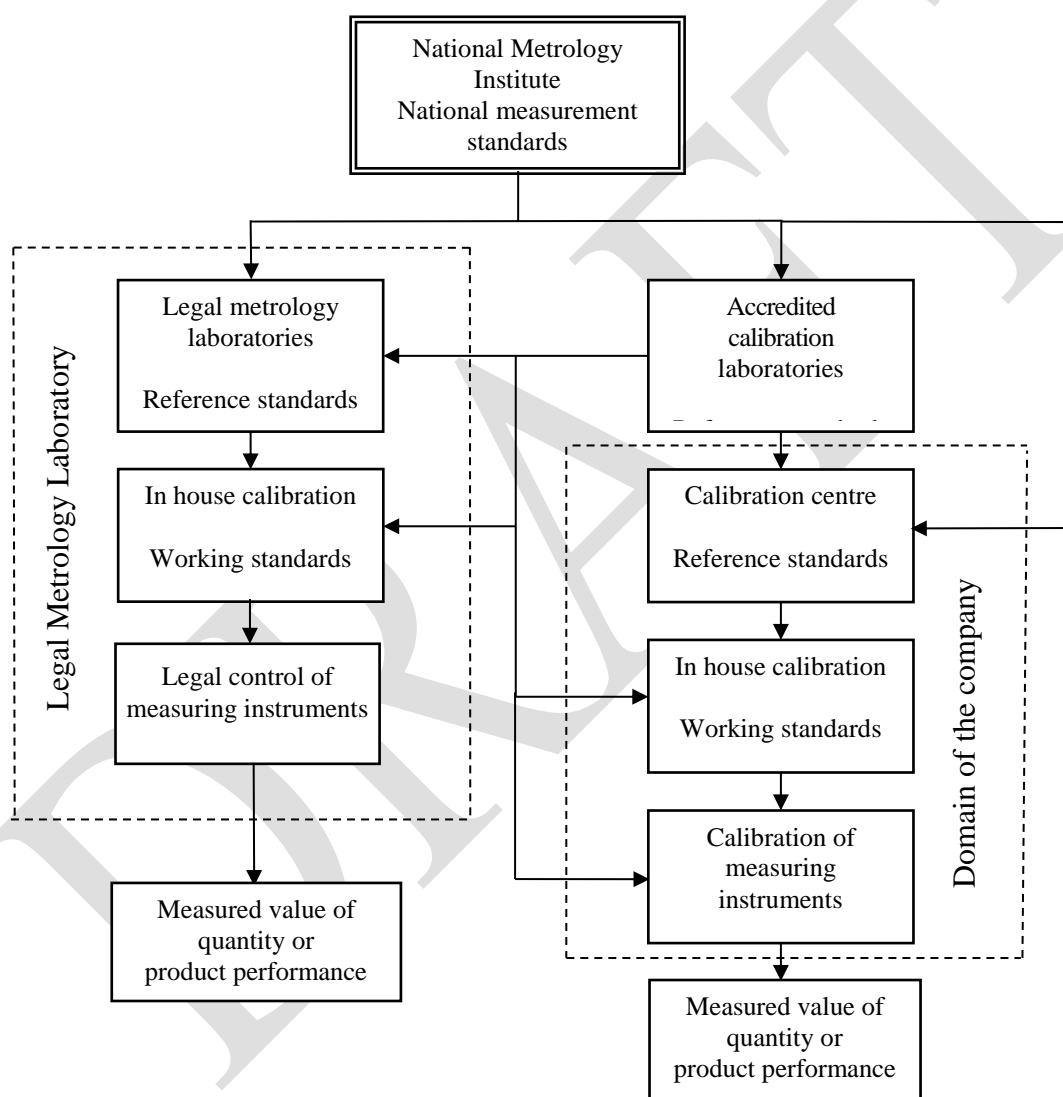 National Metrology
Institute
National measurement
standards
Legal metrology
laboratories
Reference standards
Accredited
calibration
laboratories
Legal Metrology Laboratory
In house calibration
Working standards
Calibration centre
Reference standards
Legal control of
measuring instruments
In house calibration
Working standards
Domain of the company
Calibration of
measuring
instruments
Measured value of
quantity or
product performance
Measured value of
quantity or
product performance
DRAFT